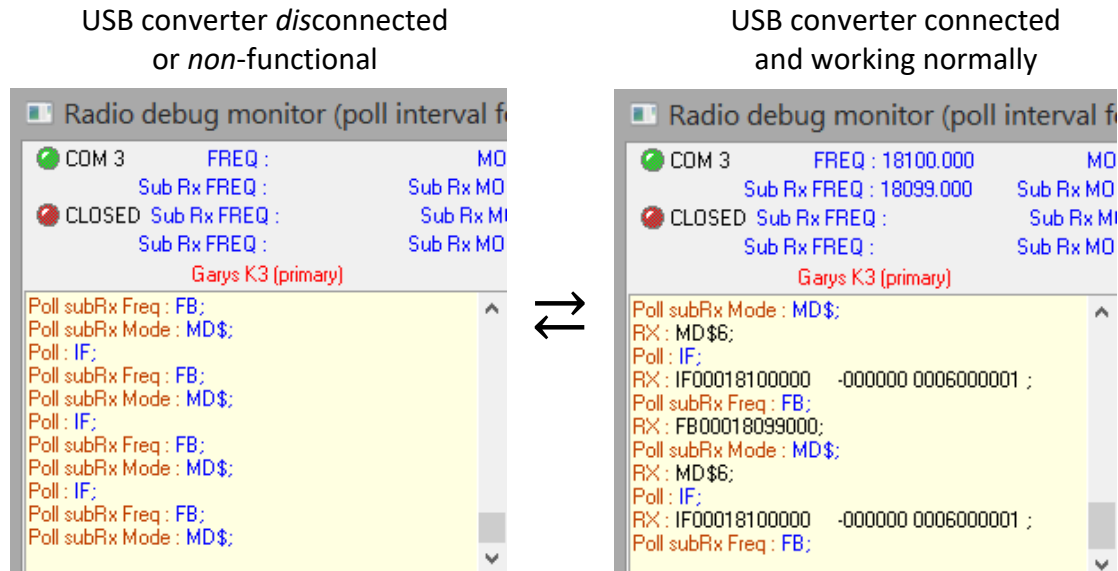 USB converter disconnected
or non-functional
Radio debug monitor (poll interval f
COM 3 FREQ : MO
Sub Rx FREQ : Sub Rx MO
CLOSED Sub Rx FREQ : Sub Rx M
Sub Rx FREQ : Sub Rx MO
Garys K3 (primary)
Poll subRx Freq : FB;
Poll subRx Mode : MD$;
Poll : IF;
Poll subRx Freq : FB;
Poll subRx Mode : MD$;
Poll : IF;
Poll subRx Freq : FB;
Poll subRx Mode : MD$;
Poll : IF;
Poll subRx Freq : FB;
Poll subRx Mode : MD$;
⇄
USB converter connected
and working normally
Radio debug monitor (poll interval f
COM 3 FREQ : 18100.000 MO
Sub Rx FREQ : 18099.000 Sub Rx MO
CLOSED Sub Rx FREQ : Sub Rx M
Sub Rx FREQ : Sub Rx MO
Garys K3 (primary)
Poll subRx Mode : MD$;
RX : MD$6;
Poll : IF;
RX : IF00018100000 -000000 0006000001 ;
Poll subRx Freq : FB;
RX : FB00018099000;
Poll subRx Mode : MD$;
RX : MD$6;
Poll : IF;
RX : IF00018100000 -000000 0006000001 ;
Poll subRx Freq : FB;